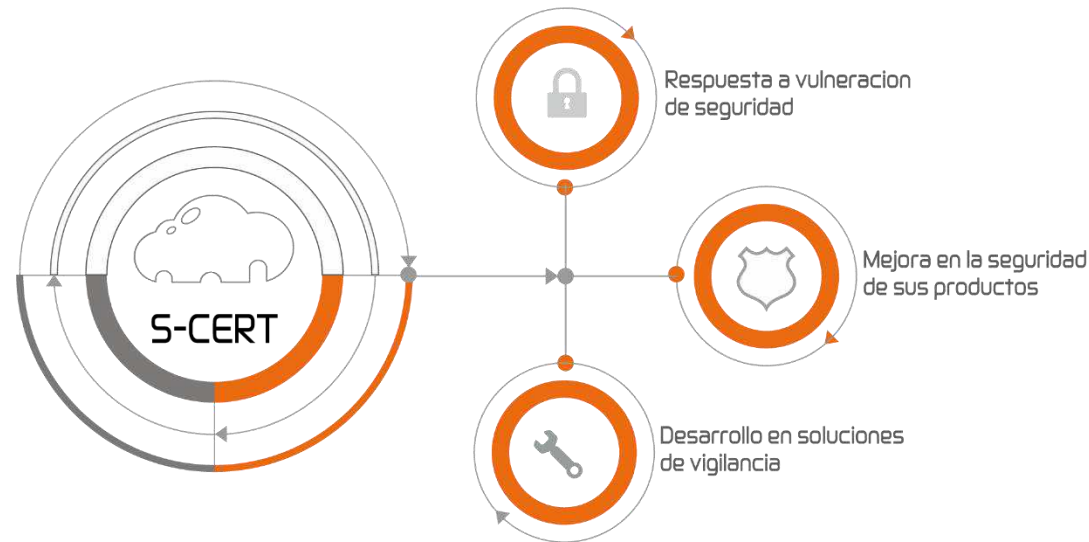 S-CERT
Respuesta a vulneracion
de seguridad
Mejora en la seguridad
de sus productos
Desarrollo en soluciones
de vigilancia